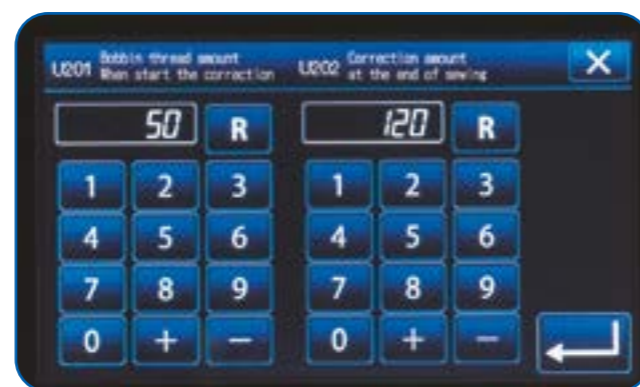 U201 Bobbin thread amount
When start the correction
U202 Correction amount
at the end of sewing
X
50 R 120 R
1 2 3 1 2 3
4 5 6 4 5 6
7 8 9 7 8 9
0 + − 0 + −